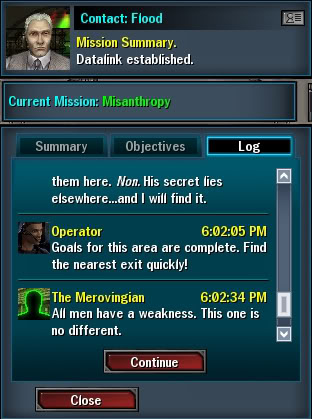 Contact: Flood
Mission Summary.
Datalink established.
Current Mission: Misanthropy
Summary
Objectives
Log
them here. Non. His secret lies
elsewhere...and I will find it.
Operator 6:02:05 PM
Goals for this area are complete. Find
the nearest exit quickly!
The Merovingian 6:02:34 PM
All men have a weakness. This one is
no different.
Continue
Close